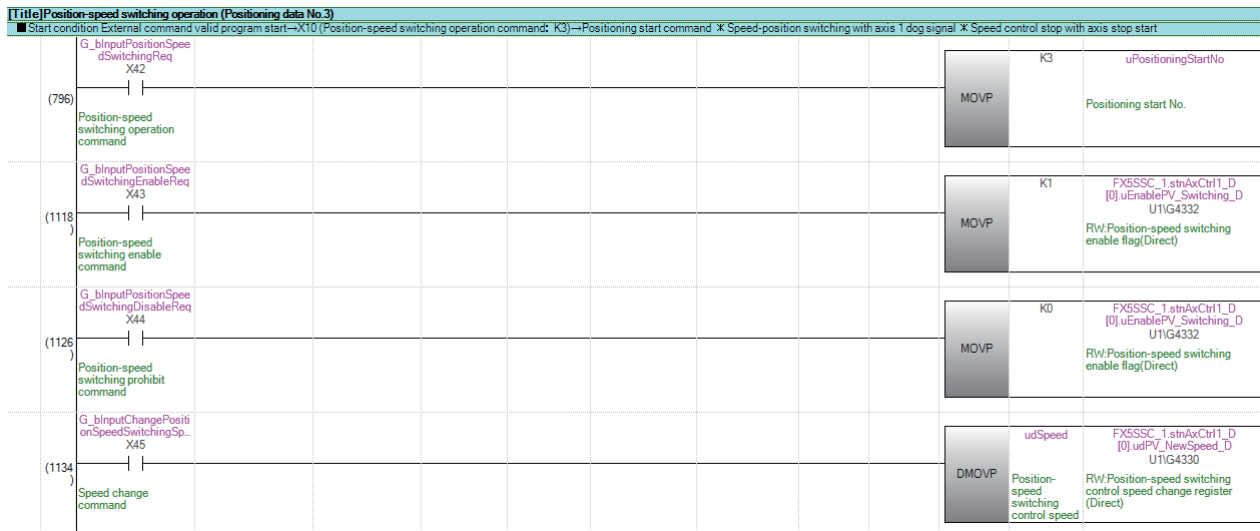 [Title]Position-speed switching operation (Positioning data No.3)
■Start condition External command valid program start→X10 (Position-speed switching operation command: K3)→Positioning start command ＊Speed-position switching with axis 1 dog signal ＊Speed control stop with axis stop start
G_bInputPositionSpee
dSwitchingReq
X42
(796)
Position-speed
switching operation
command
MOVP
K3
uPositioningStartNo
Positioning start No.
G_bInputPositionSpee
dSwitchingEnableReq
X43
(1118
)
Position-speed
switching enable
command
MOVP
K1
FX5SSC_1.stnAxCtrl1_D
[0].uEnablePV_Switching_D
U1\G4332
RW:Position-speed switching
enable flag(Direct)
G_bInputPositionSpee
dSwitchingDisableReq
X44
(1126
)
Position-speed
switching prohibit
command
MOVP
K0
FX5SSC_1.stnAxCtrl1_D
[0].uEnablePV_Switching_D
U1\G4332
RW:Position-speed switching
enable flag(Direct)
G_bInputChangePositi
onSpeedSwitchingSp...
X45
(1134
)
Speed change
command
DMOVP
udSpeed
Position-
speed
switching
control speed
FX5SSC_1.stnAxCtrl1_D
[0].udPV_NewSpeed_D
U1\G4330
RW:Position-speed switching
control speed change register
(Direct)